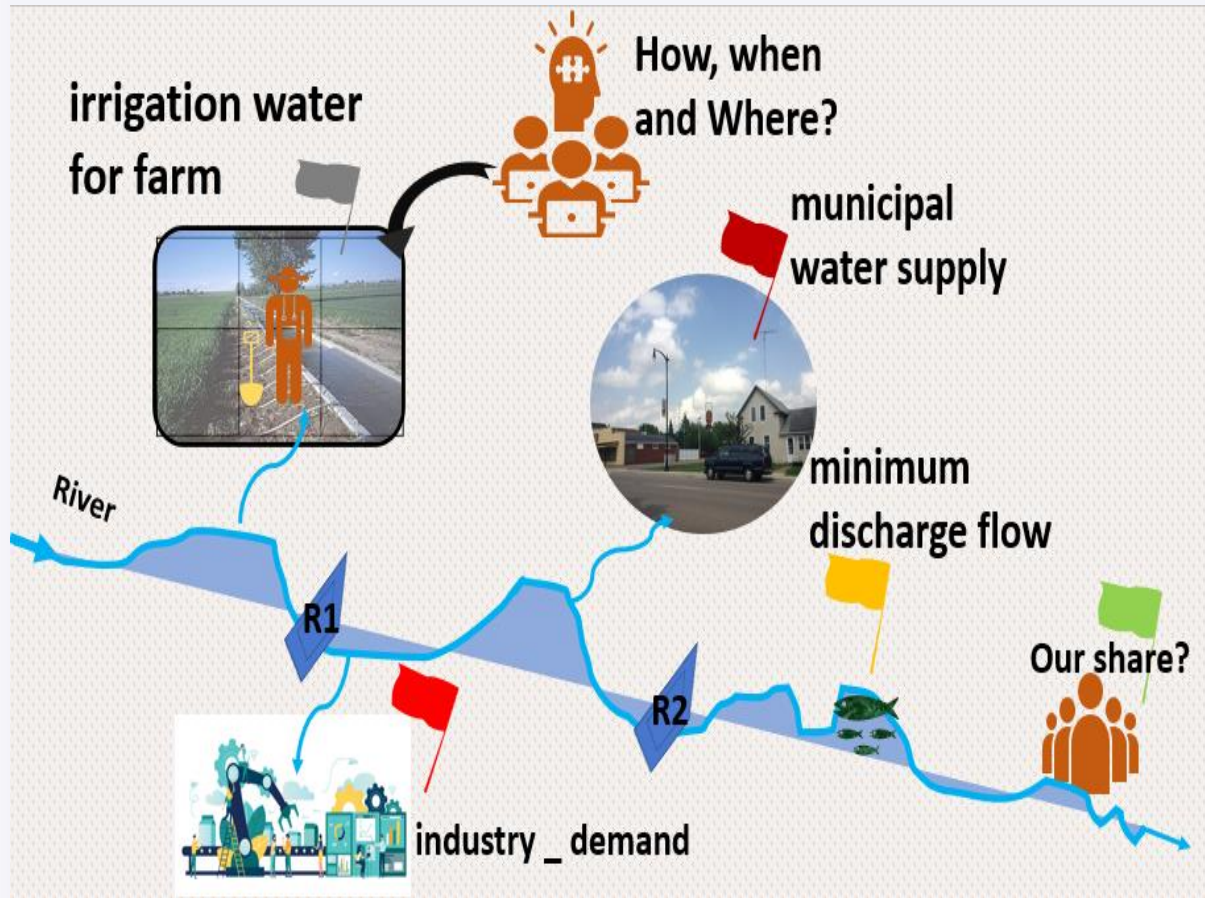 How, when
and Where?
irrigation water
for farm
municipal
water supply
River
minimum
discharge flow
R1
Our share?
R2
industry _ demand